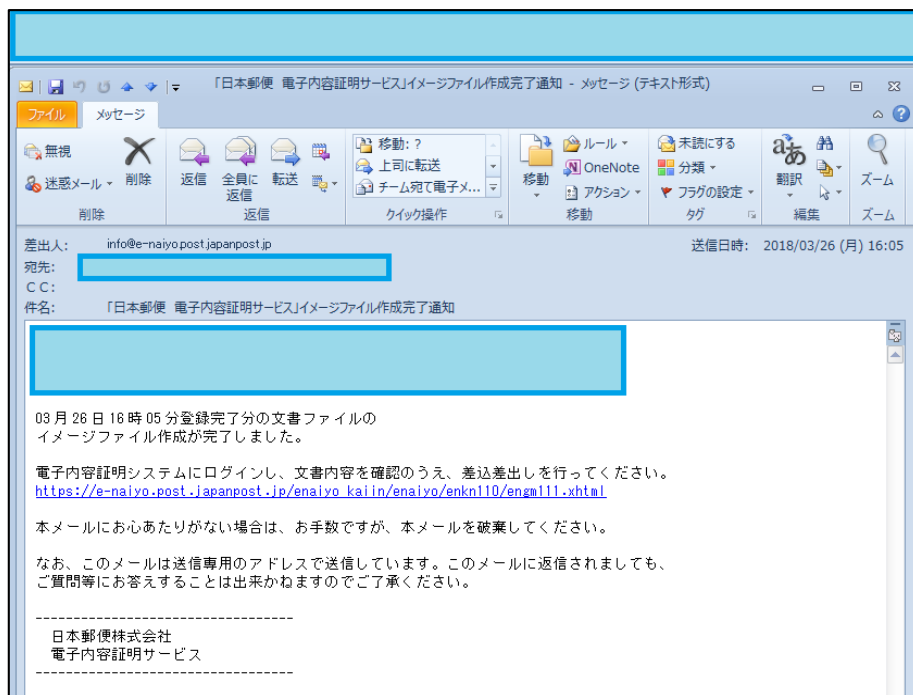 「日本郵便 電子内容証明サービス」イメージファイル作成完了通知 - メッセージ (テキスト形式)
ファイル メッセージ
無視
迷惑メール
削除
返信
全員に返信
転送
移動: ?
上司に転送
チーム宛て電子メ...
移動
ルール
OneNote
アクション
未読にする
分類
フラグの設定
翻訳
ズーム
削除 返信 クイック操作 移動 タグ 編集 ズーム
差出人: info@e-naiyo.post.japanpost.jp 送信日時: 2018/03/26 (月) 16:05
宛先:
CC:
件名: 「日本郵便 電子内容証明サービス」イメージファイル作成完了通知
03月26日16時05分登録完了分の文書ファイルの
イメージファイル作成が完了しました。
電子内容証明システムにログインし、文書内容を確認のうえ、差込差出しを行ってください。
https://e-naiyo.post.japanpost.jp/enaiyo_kaiin/enaiyo/enkn110/engm111.xhtml
本メールにお心あたりがない場合は、お手数ですが、本メールを破棄してください。
なお、このメールは送信専用のアドレスで送信しています。このメールに返信されましても、
ご質問等にお答えすることは出来かねますのでご了承ください。
----------------------------------
日本郵便株式会社
電子内容証明サービス
----------------------------------